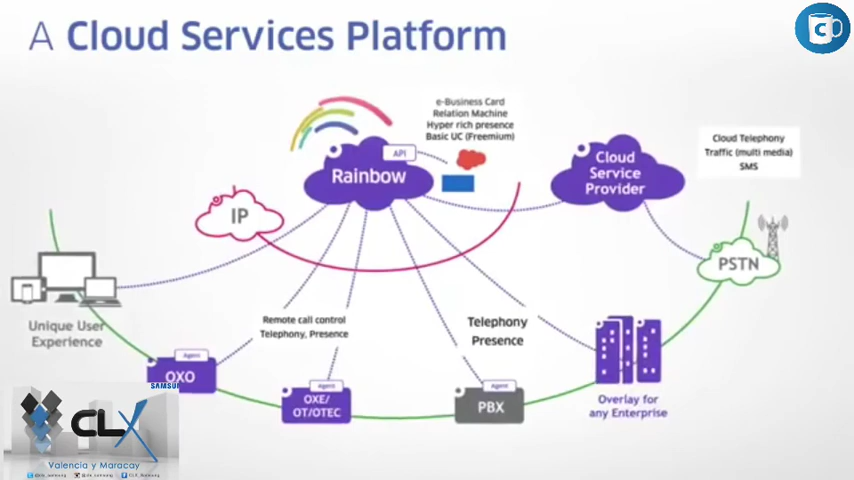 A Cloud Services Platform
C
e-Business Card
Relation Machine
Hyper rich presence
Basic UC (Freemium)
API
Rainbow
Cloud
Service
Provider
Cloud Telephony
Traffic (multi media)
SMS
IP
PSTN
Unique User
Experience
Remote call control
Telephony, Presence
Telephony
Presence
Agent
OXO
Agent
OXE/
OT/OTEC
Agent
PBX
Overlay for
any Enterprise
SAMSU
CLX
Valencia y Maracay